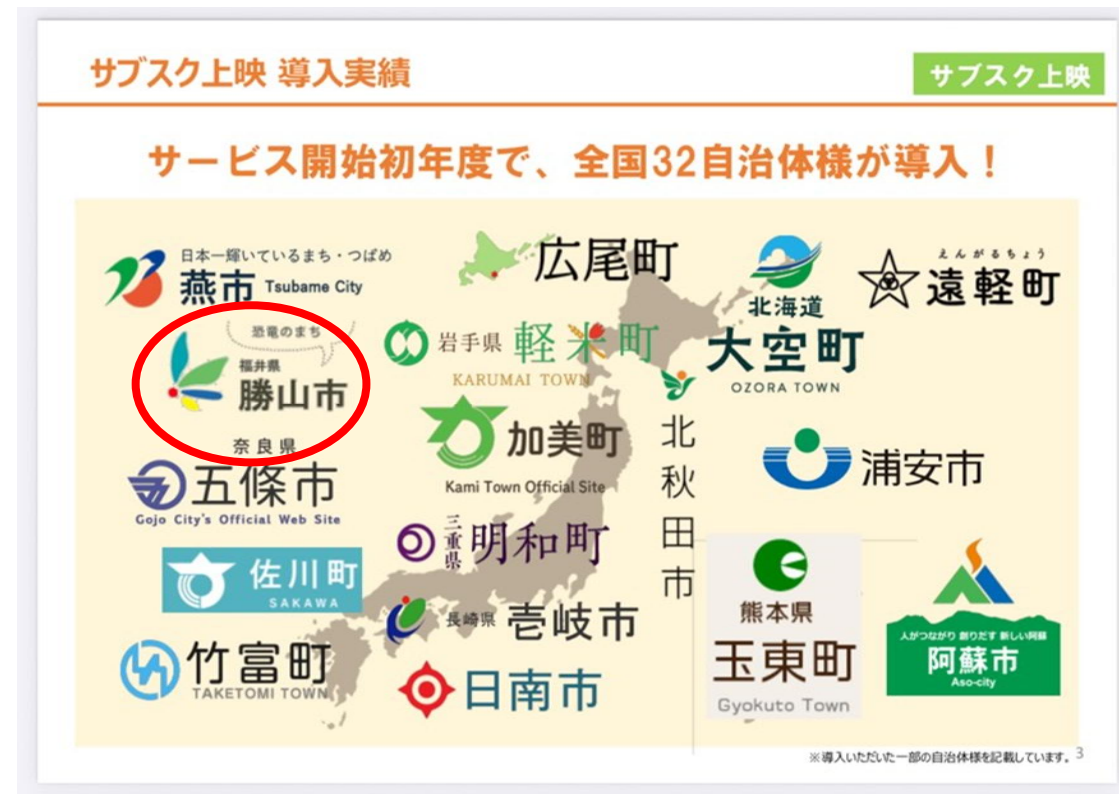 サブスク上映 導入実績
サブスク上映
サービス開始初年度で、全国32自治体様が導入！
日本一輝いているまち・つばめ
燕市 Tsubame City
広尾町
北海道
大空町
OZORA TOWN
えんがるちょう
遠軽町
恐竜のまち
福井県
勝山市
岩手県 軽米町
KARUMAI TOWN
奈良県
五條市
Gojo City's Official Web Site
加美町
Kami Town Official Site
北秋田市
浦安市
三重県 明和町
佐川町
SAKAWA
長崎県 壱岐市
熊本県
玉東町
Gyokuto Town
人がつながり 創りだす 新しい阿蘇
阿蘇市
Aso-city
竹富町
TAKETOMI TOWN
日南市
※導入いただいた一部の自治体様を記載しています。
3